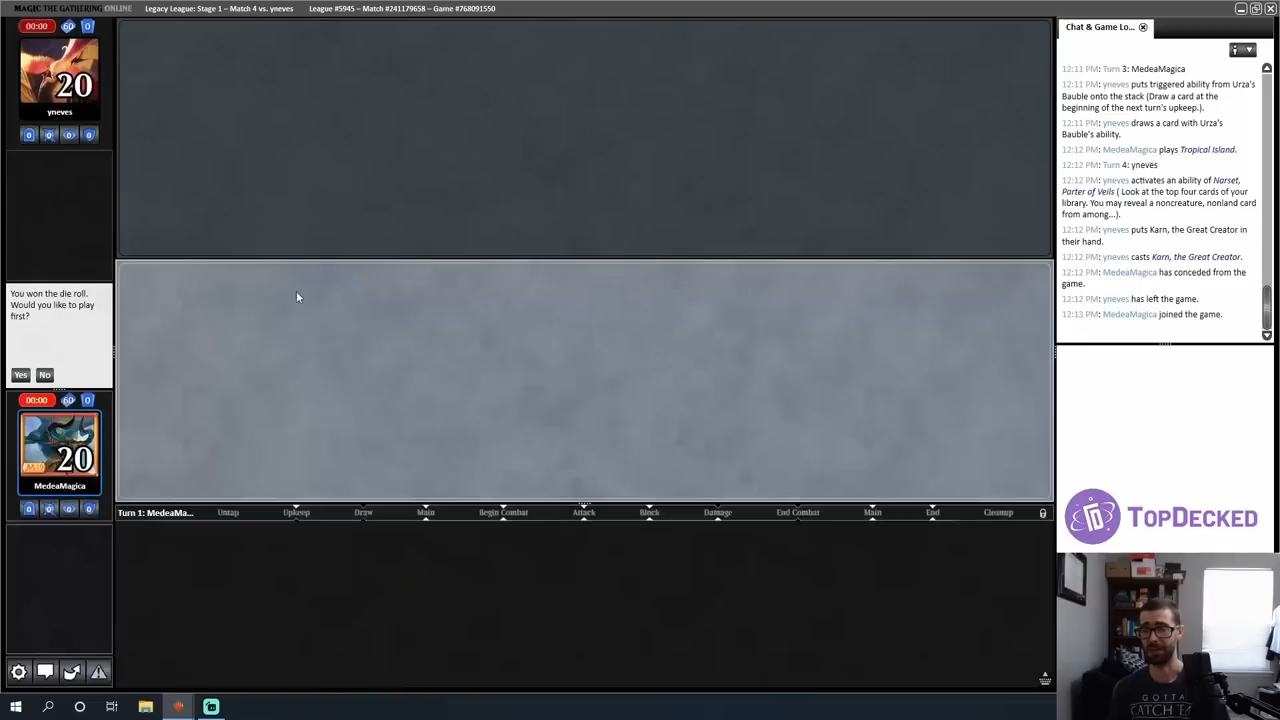 MAGIC THE GATHERING ONLINE
Legacy League: Stage 1 – Match 4 vs. yneves
League #5945 – Match #241179658 – Game #768091550
00:00 60 0
20
yneves
0 0 0 0
You won the die roll.
Would you like to play
first?
Yes No
00:00 60 0
20
MedeaMagica
0 0 0 0
Turn 1: MedeaMa... Untap Upkeep Draw Main Begin Combat Attack Block Damage End Combat Main End Cleanup
Chat & Game Lo...
12:11 PM: Turn 3: MedeaMagica
12:11 PM: yneves puts triggered ability from Urza's
Bauble onto the stack (Draw a card at the
beginning of the next turn's upkeep.).
12:11 PM: yneves draws a card with Urza's
Bauble's ability.
12:12 PM: MedeaMagica plays Tropical Island.
12:12 PM: Turn 4: yneves
12:12 PM: yneves activates an ability of Narset,
Parter of Veils ( Look at the top four cards of your
library. You may reveal a noncreature, nonland card
from among...).
12:12 PM: yneves puts Karn, the Great Creator in
their hand.
12:12 PM: yneves casts Karn, the Great Creator.
12:12 PM: MedeaMagica has conceded from the
game.
12:12 PM: yneves has left the game.
12:13 PM: MedeaMagica joined the game.
TOPDECKED
GOTTA